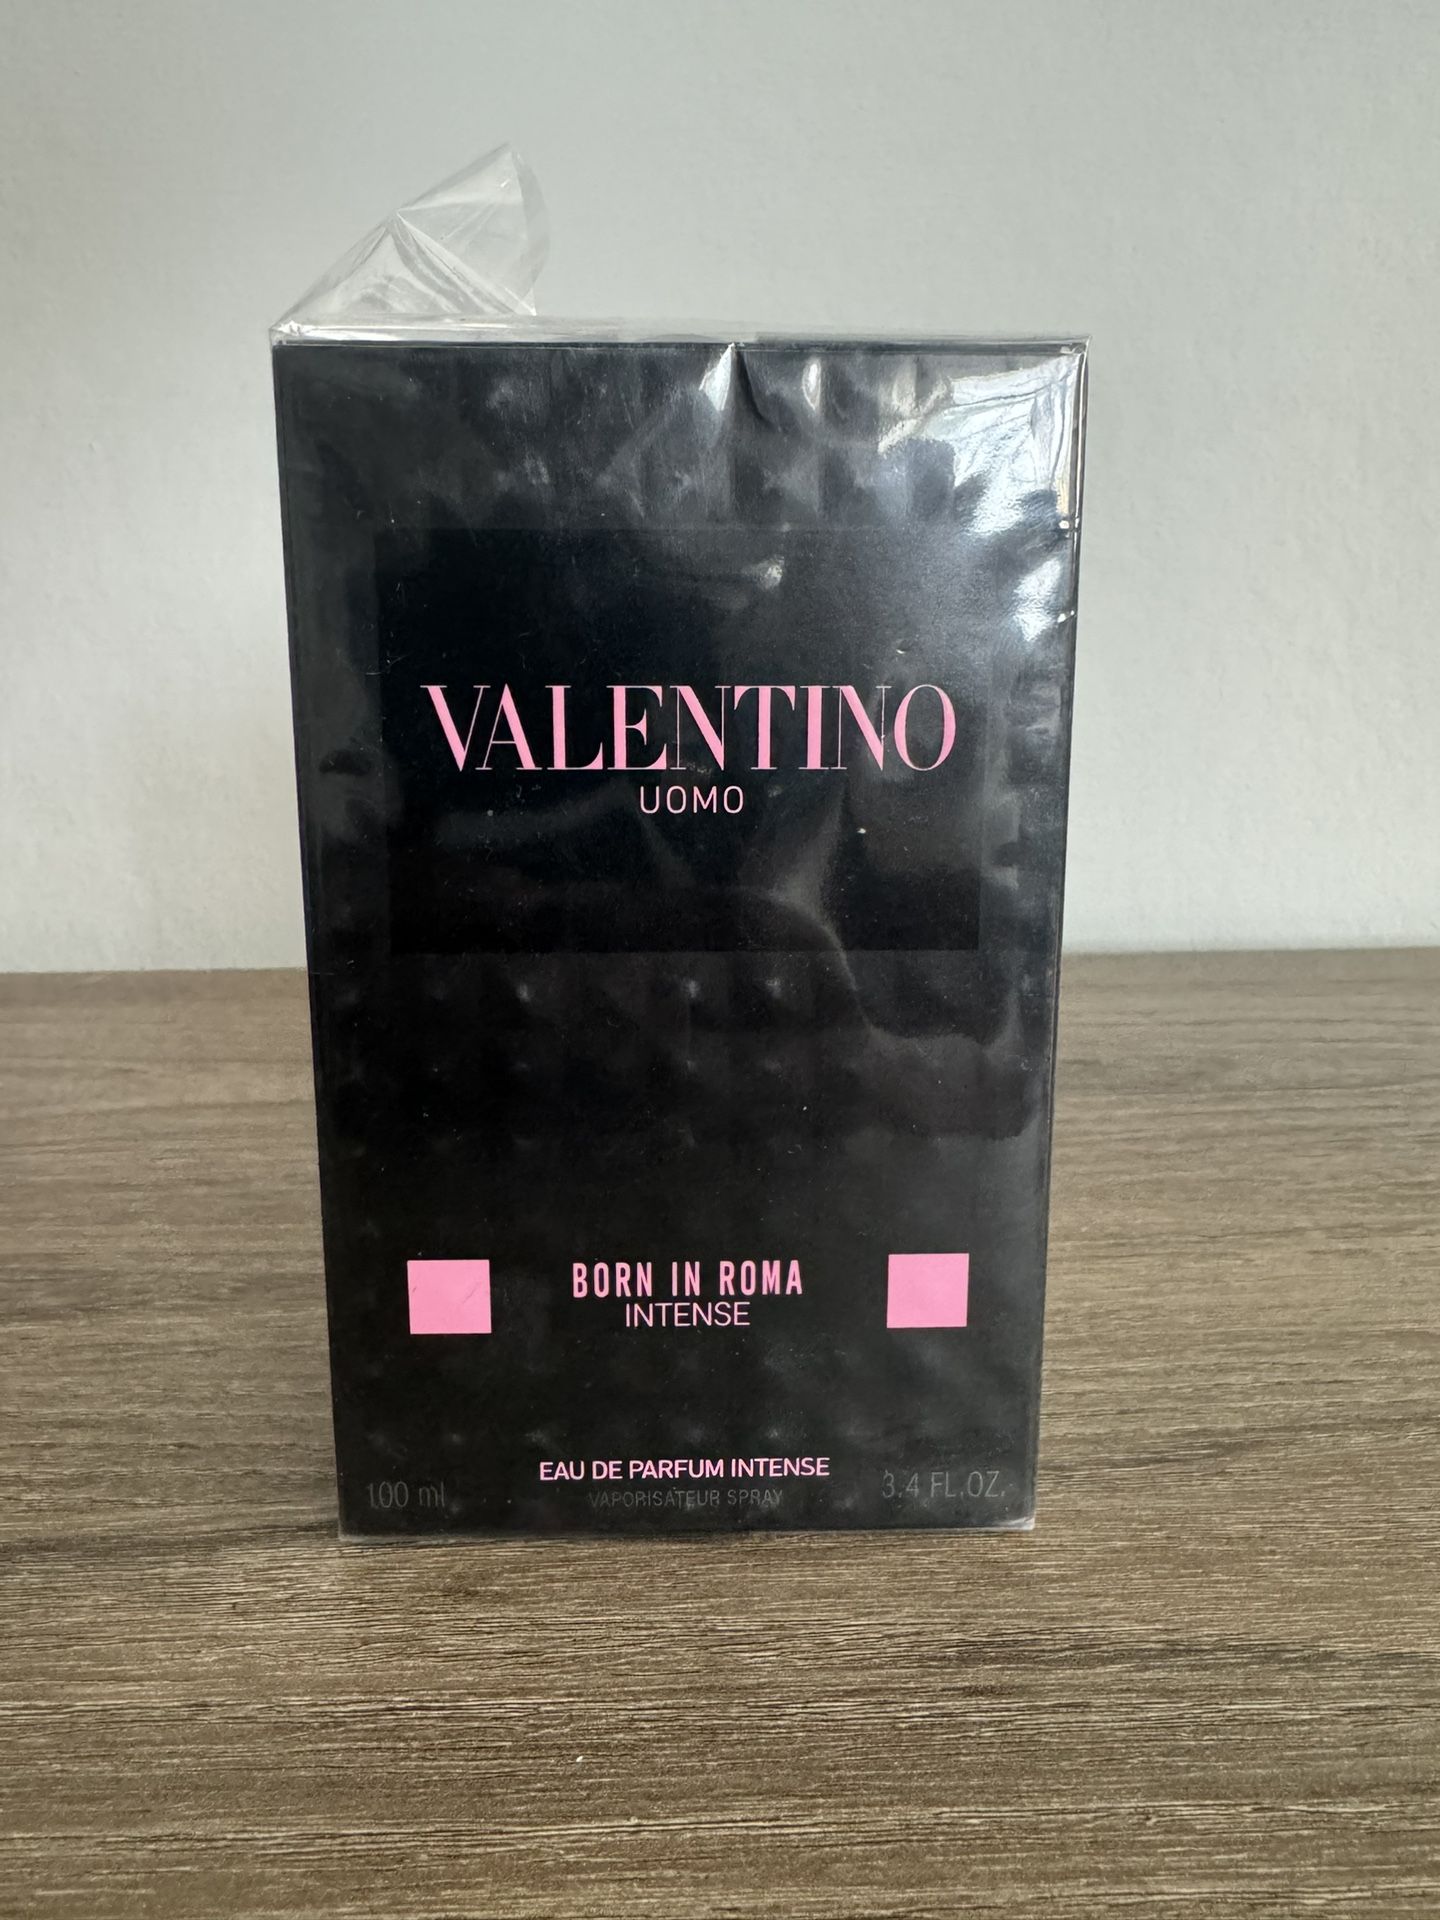 VALENTINO
UOMO
BORN IN ROMA
INTENSE
EAU DE PARFUM INTENSE
100 ml VAPORISATEUR SPRAY 3.4 FL.OZ.